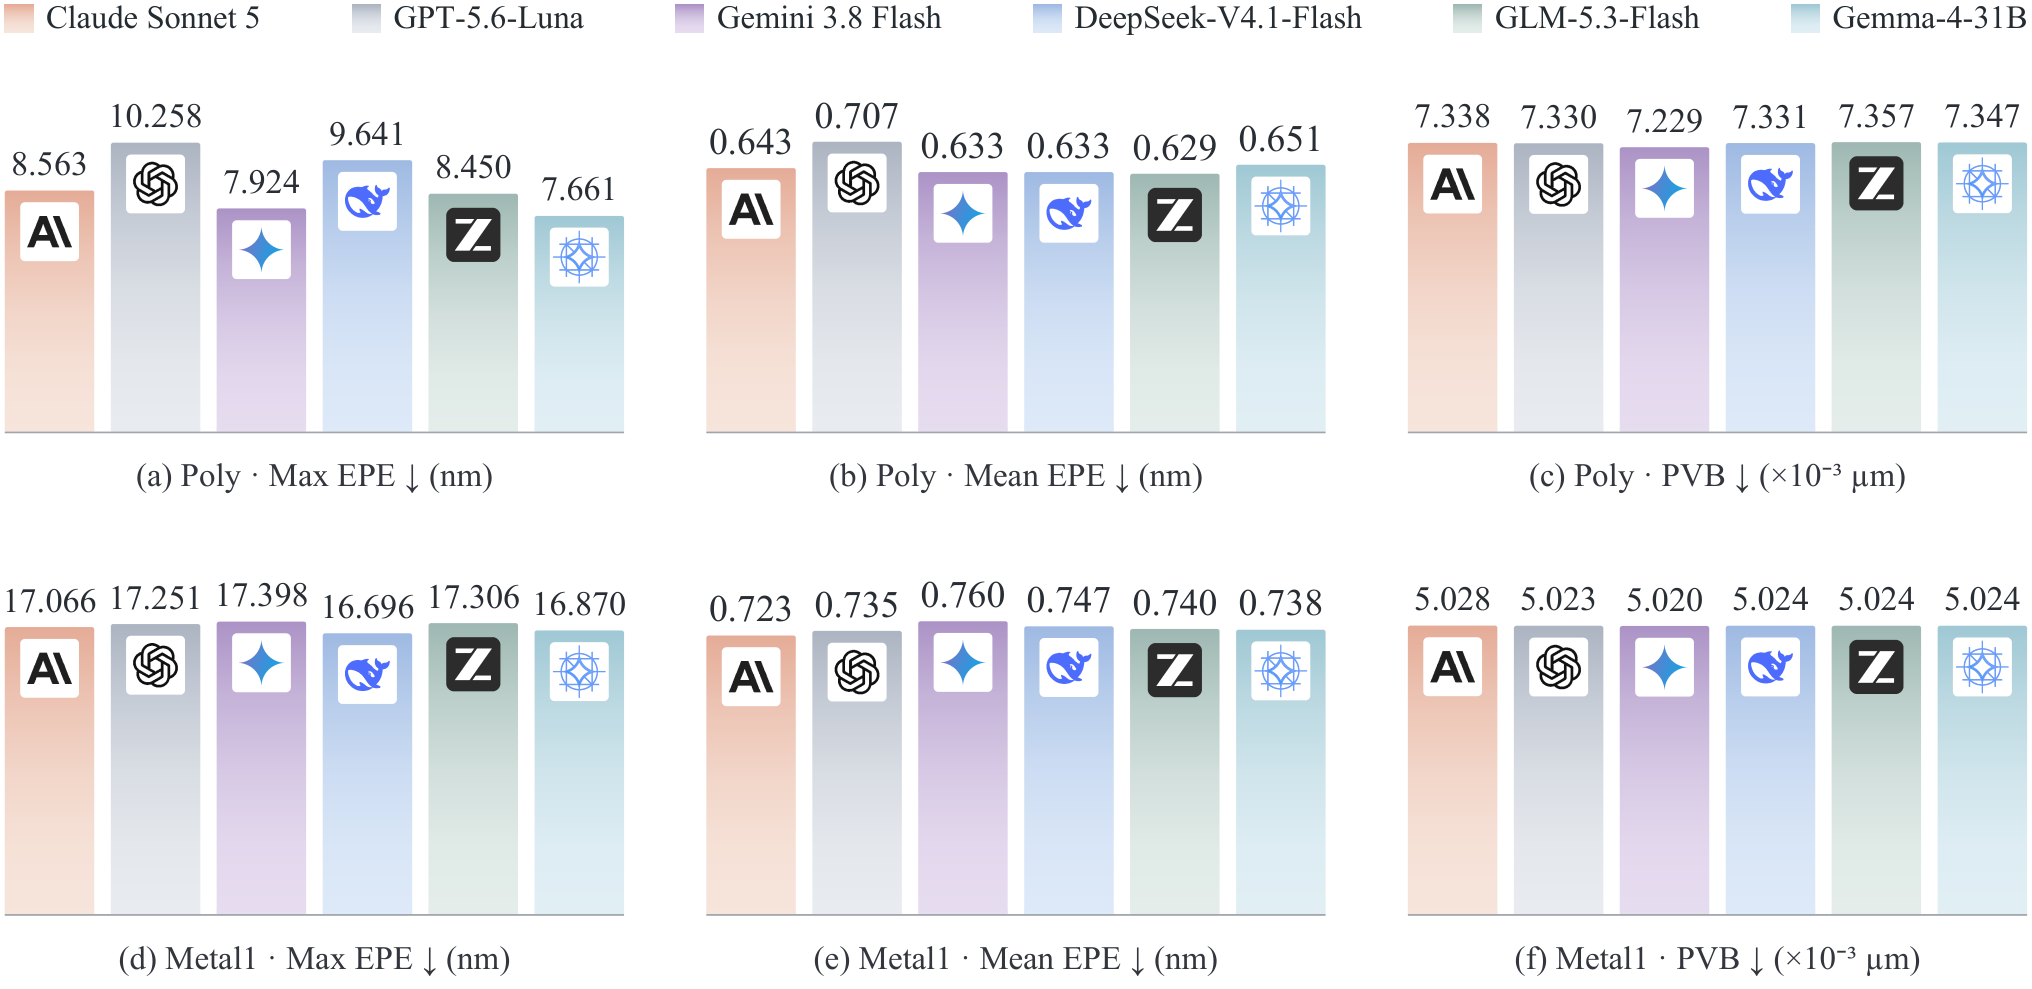 Claude Sonnet 5 GPT-5.6-Luna Gemini 3.8 Flash DeepSeek-V4.1-Flash GLM-5.3-Flash Gemma-4-31B
8.563 10.258 7.924 9.641 8.450 7.661
(a) Poly · Max EPE ↓ (nm)
0.643 0.707 0.633 0.633 0.629 0.651
(b) Poly · Mean EPE ↓ (nm)
7.338 7.330 7.229 7.331 7.357 7.347
(c) Poly · PVB ↓ (×10⁻³ µm)
17.066 17.251 17.398 16.696 17.306 16.870
(d) Metal1 · Max EPE ↓ (nm)
0.723 0.735 0.760 0.747 0.740 0.738
(e) Metal1 · Mean EPE ↓ (nm)
5.028 5.023 5.020 5.024 5.024 5.024
(f) Metal1 · PVB ↓ (×10⁻³ µm)